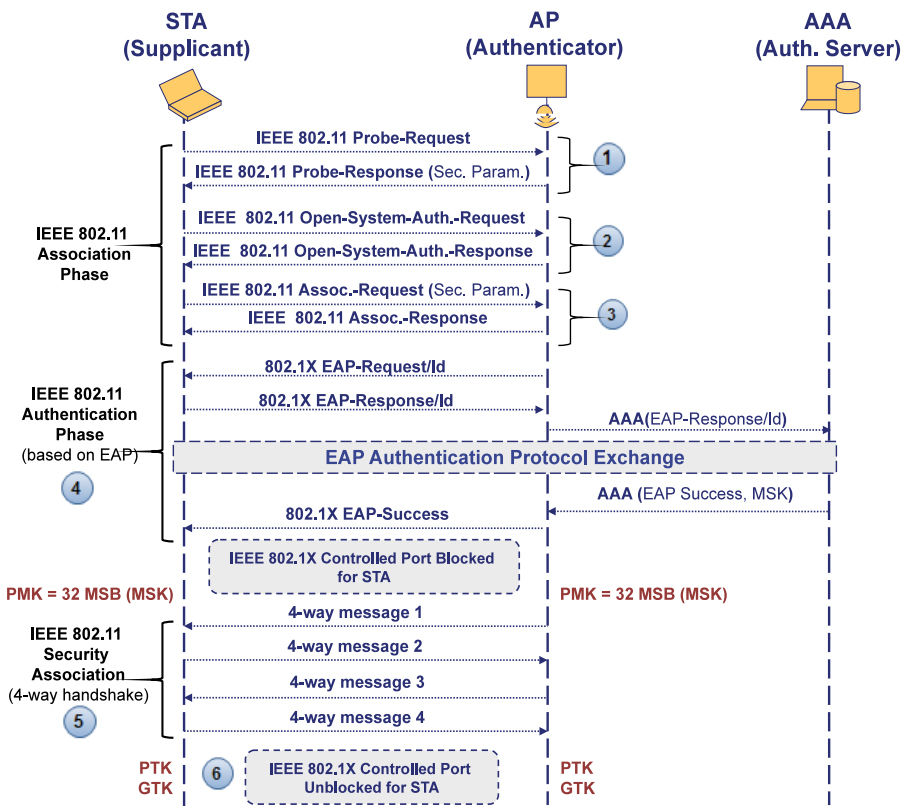 STA
(Supplicant)
AP
(Authenticator)
AAA
(Auth. Server)
IEEE 802.11 Probe-Request
1
IEEE 802.11 Probe-Response (Sec. Param.)
IEEE 802.11 Open-System-Auth.-Request
2
IEEE 802.11 Open-System-Auth.-Response
IEEE 802.11
Association
Phase
IEEE 802.11 Assoc.-Request (Sec. Param.)
3
IEEE 802.11 Assoc.-Response
802.1X EAP-Request/Id
IEEE 802.11
Authentication
Phase
(based on EAP)
4
802.1X EAP-Response/Id
AAA(EAP-Response/Id)
EAP Authentication Protocol Exchange
AAA (EAP Success, MSK)
802.1X EAP-Success
IEEE 802.1X Controlled Port Blocked
for STA
PMK = 32 MSB (MSK)
PMK = 32 MSB (MSK)
4-way message 1
IEEE 802.11
Security
Association
(4-way handshake)
5
4-way message 2
4-way message 3
4-way message 4
PTK
GTK
6
IEEE 802.1X Controlled Port
Unblocked for STA
PTK
GTK